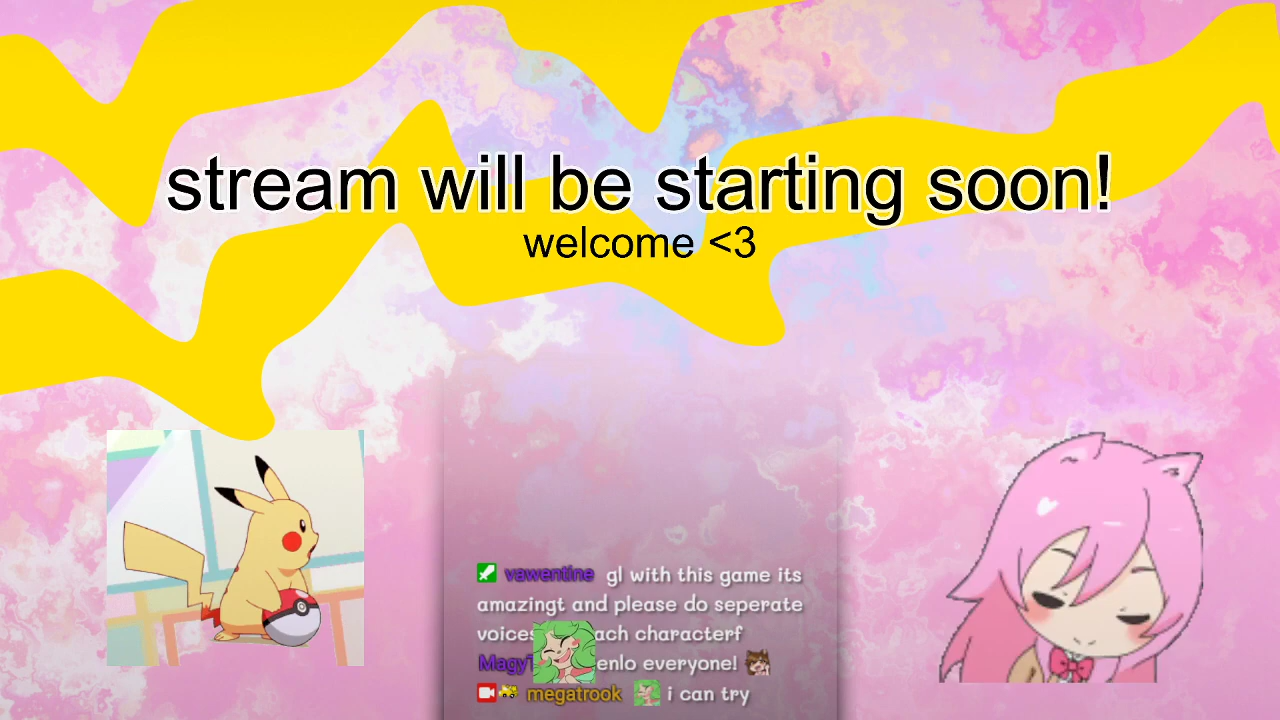 stream will be starting soon!
welcome <3
vawentine gl with this game its
amazingt and please do seperate
characterf
enlo everyone!
megatrook i can try